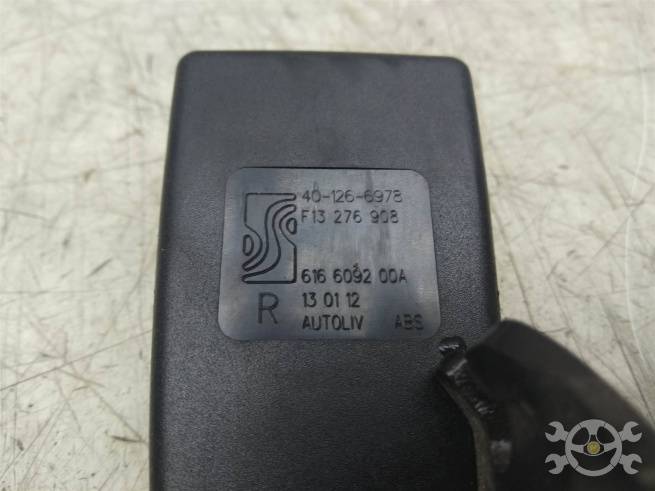 40-126-6978
F13 276 908
616 6092 00A
R 13 01 12
AUTOLIV ABS